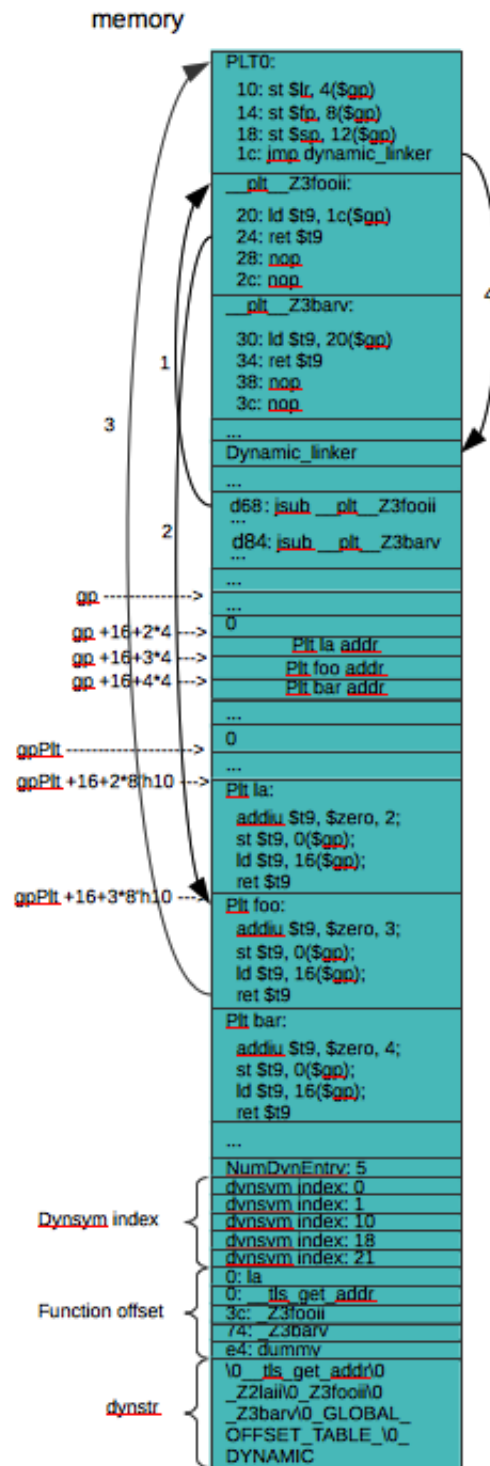 memory
PLT0:
10: st $lr, 4($gp)
14: st $fp, 8($gp)
18: st $sp, 12($gp)
1c: jmp dynamic_linker
__plt__Z3fooii:
20: ld $t9, 1c($gp)
24: ret $t9
28: nop
2c: nop
__plt__Z3barv:
30: ld $t9, 20($gp)
34: ret $t9
38: nop
3c: nop
1
2
3
4
...
Dynamic_linker
...
d68: jsub __plt__Z3fooii
...
d84: jsub __plt__Z3barv
...
...
gp --------------->
...
gp +16+2*4 --->
0
gp +16+3*4 --->
Plt la addr
gp +16+4*4 --->
Plt foo addr
Plt bar addr
...
gpPlt ----------------->
0
...
gpPlt +16+2*8'h10 --->
Plt la:
addiu $t9, $zero, 2;
st $t9, 0($gp);
ld $t9, 16($gp);
ret $t9
gpPlt +16+3*8'h10 --->
Plt foo:
addiu $t9, $zero, 3;
st $t9, 0($gp);
ld $t9, 16($gp);
ret $t9
Plt bar:
addiu $t9, $zero, 4;
st $t9, 0($gp);
ld $t9, 16($gp);
ret $t9
...
NumDynEntry: 5
Dynsym index
dynsym index: 0
dynsym index: 1
dynsym index: 10
dynsym index: 18
dynsym index: 21
Function offset
0: la
0: __tls_get_addr
3c: _Z3fooii
74: _Z3barv
e4: dummy
dynstr
\0__tls_get_addr\0
_Z2laii\0_Z3fooii\0
_Z3barv\0_GLOBAL_
OFFSET_TABLE_\0_
DYNAMIC